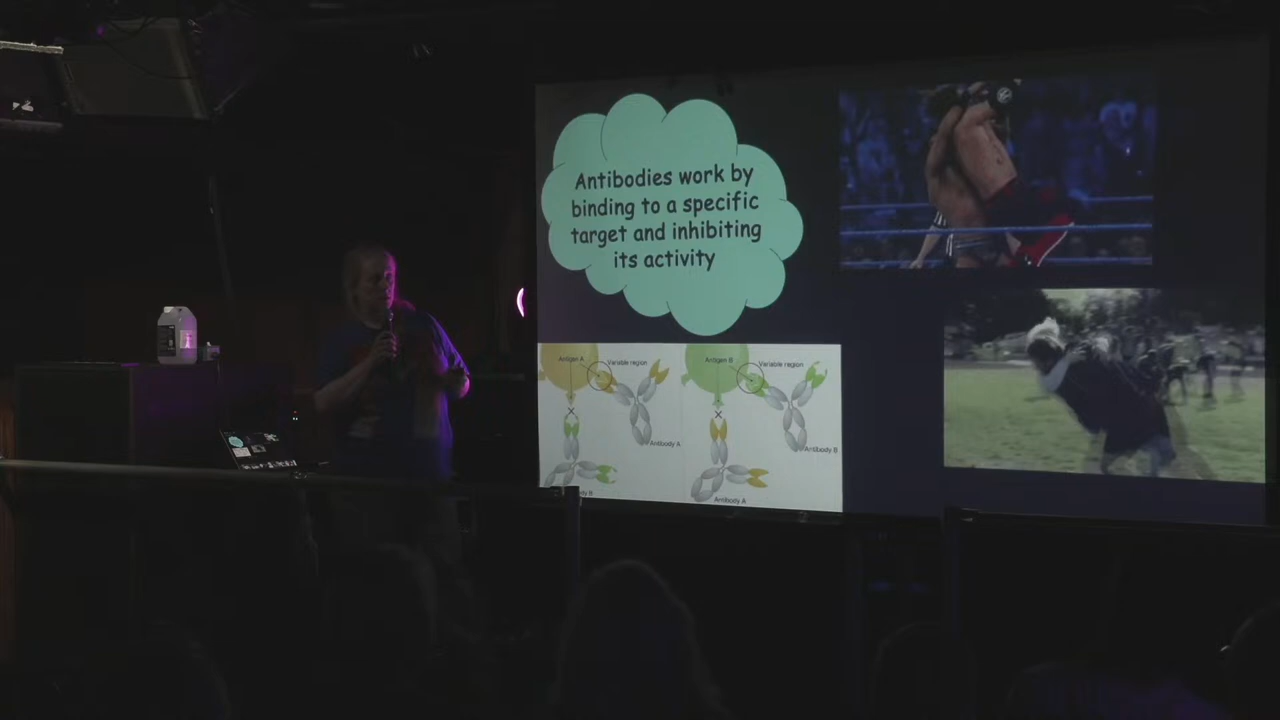 Antibodies work by
binding to a specific
target and inhibiting
its activity
Antigen A
Variable region
Antibody A
body B
Antigen B
Variable region
Antibody B
Antibody A